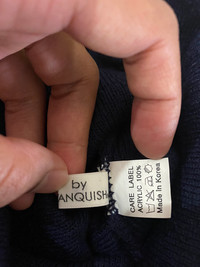 by
ANQUISH
CARE LABEL
ACRYLIC 100%
Made In Korea